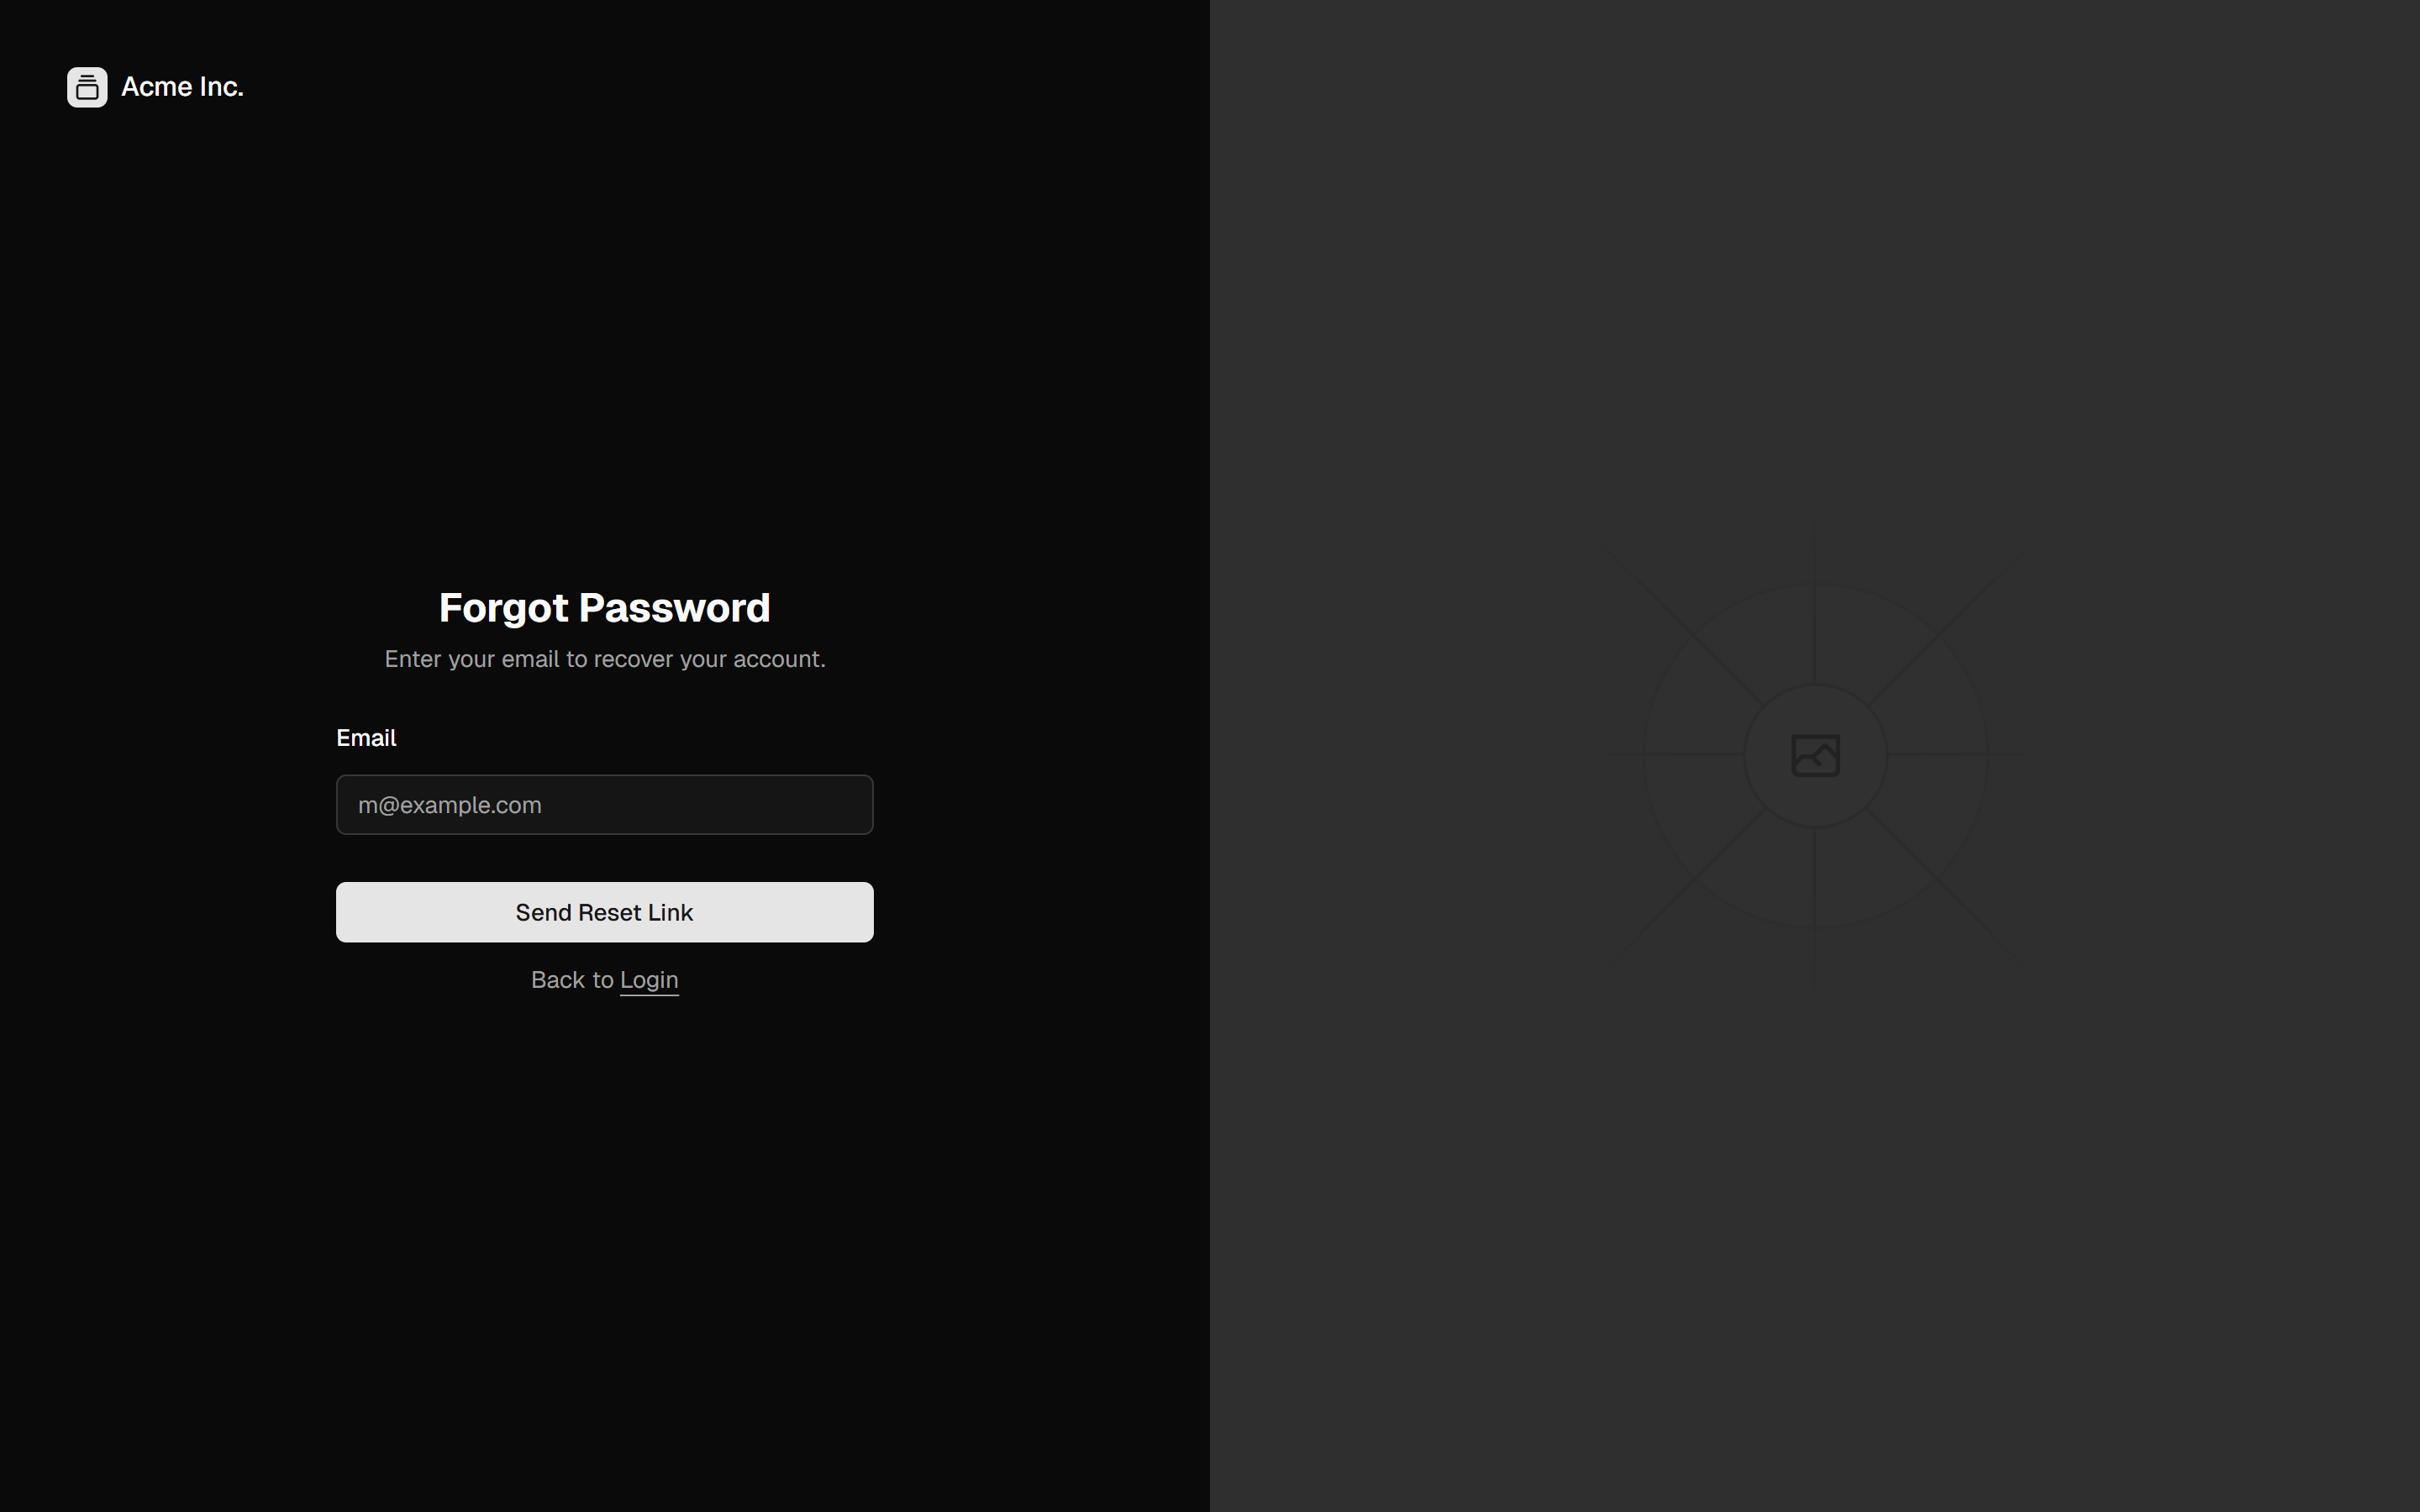 Acme Inc.
Forgot Password
Enter your email to recover your account.
Email
m@example.com
Send Reset Link
Back to Login